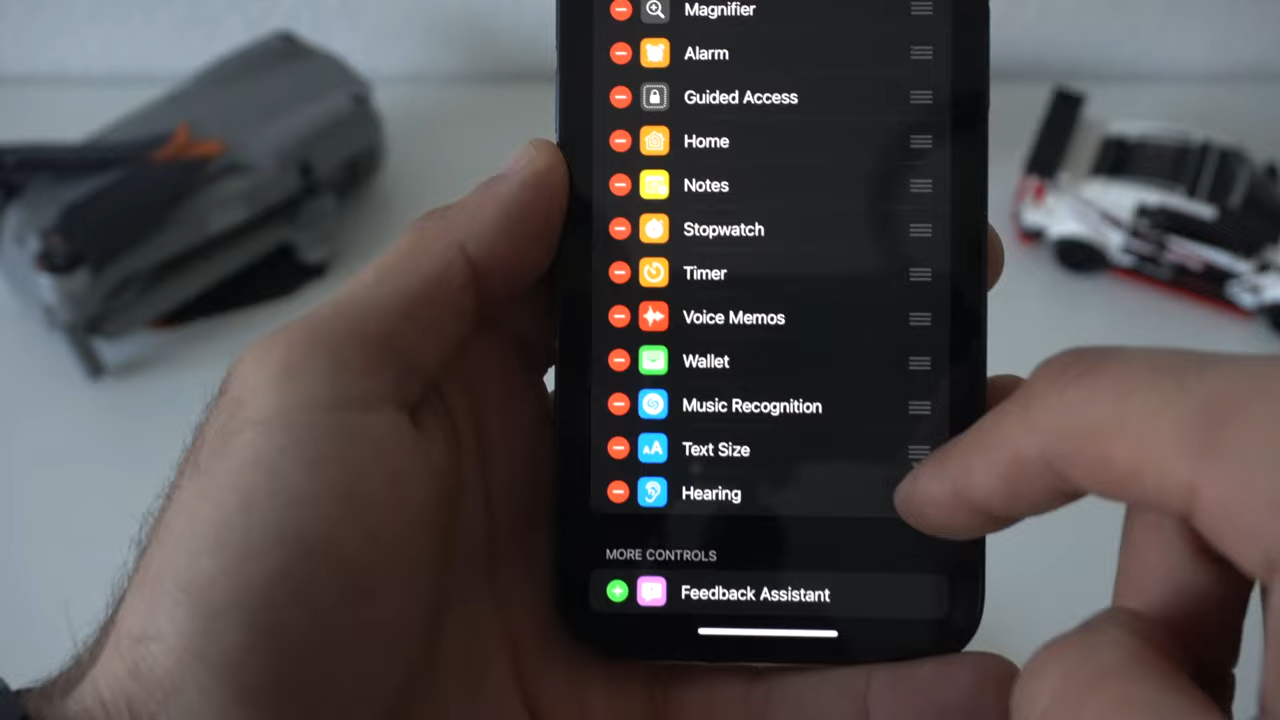 Magnifier
Alarm
Guided Access
Home
Notes
Stopwatch
Timer
Voice Memos
Wallet
Music Recognition
AA Text Size
Hearing
MORE CONTROLS
Feedback Assistant